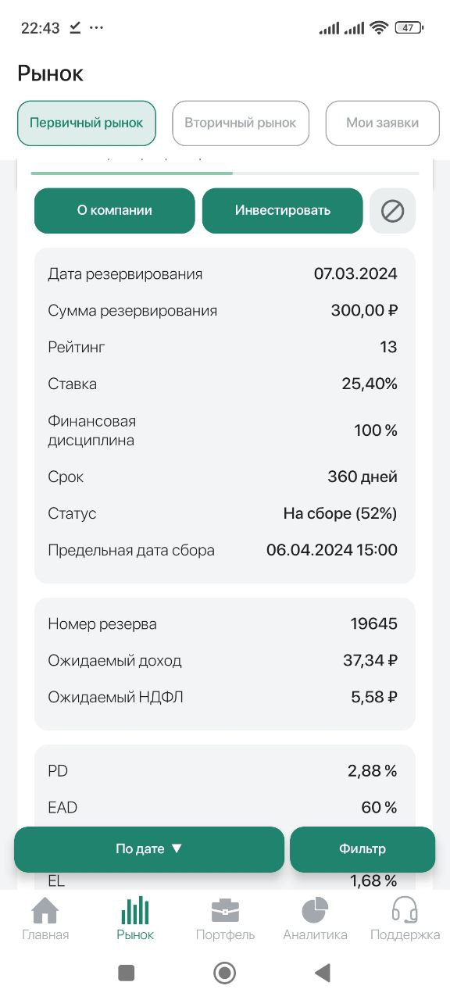 22:43
47
Рынок
Первичный рынок
Вторичный рынок
Мои заявки
О компании
Инвестировать
Дата резервирования 07.03.2024
Сумма резервирования 300,00 ₽
Рейтинг 13
Ставка 25,40%
Финансовая
дисциплина 100 %
Срок 360 дней
Статус На сборе (52%)
Предельная дата сбора 06.04.2024 15:00
Номер резерва 19645
Ожидаемый доход 37,34 ₽
Ожидаемый НДФЛ 5,58 ₽
PD 2,88 %
EAD 60 %
По дате ▼
Фильтр
EL 1,68 %
Главная
Рынок
Портфель
Аналитика
Поддержка